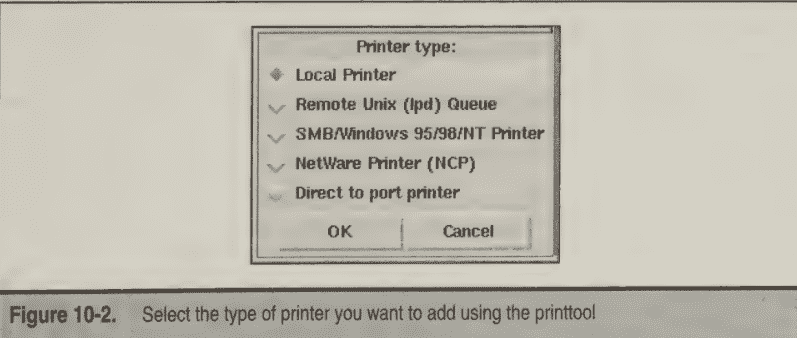 Printer type:
Local Printer
Remote Unix (lpd) Queue
SMB/Windows 95/98/NT Printer
NetWare Printer (NCP)
Direct to port printer
OK Cancel
Figure 10-2. Select the type of printer you want to add using the printtool